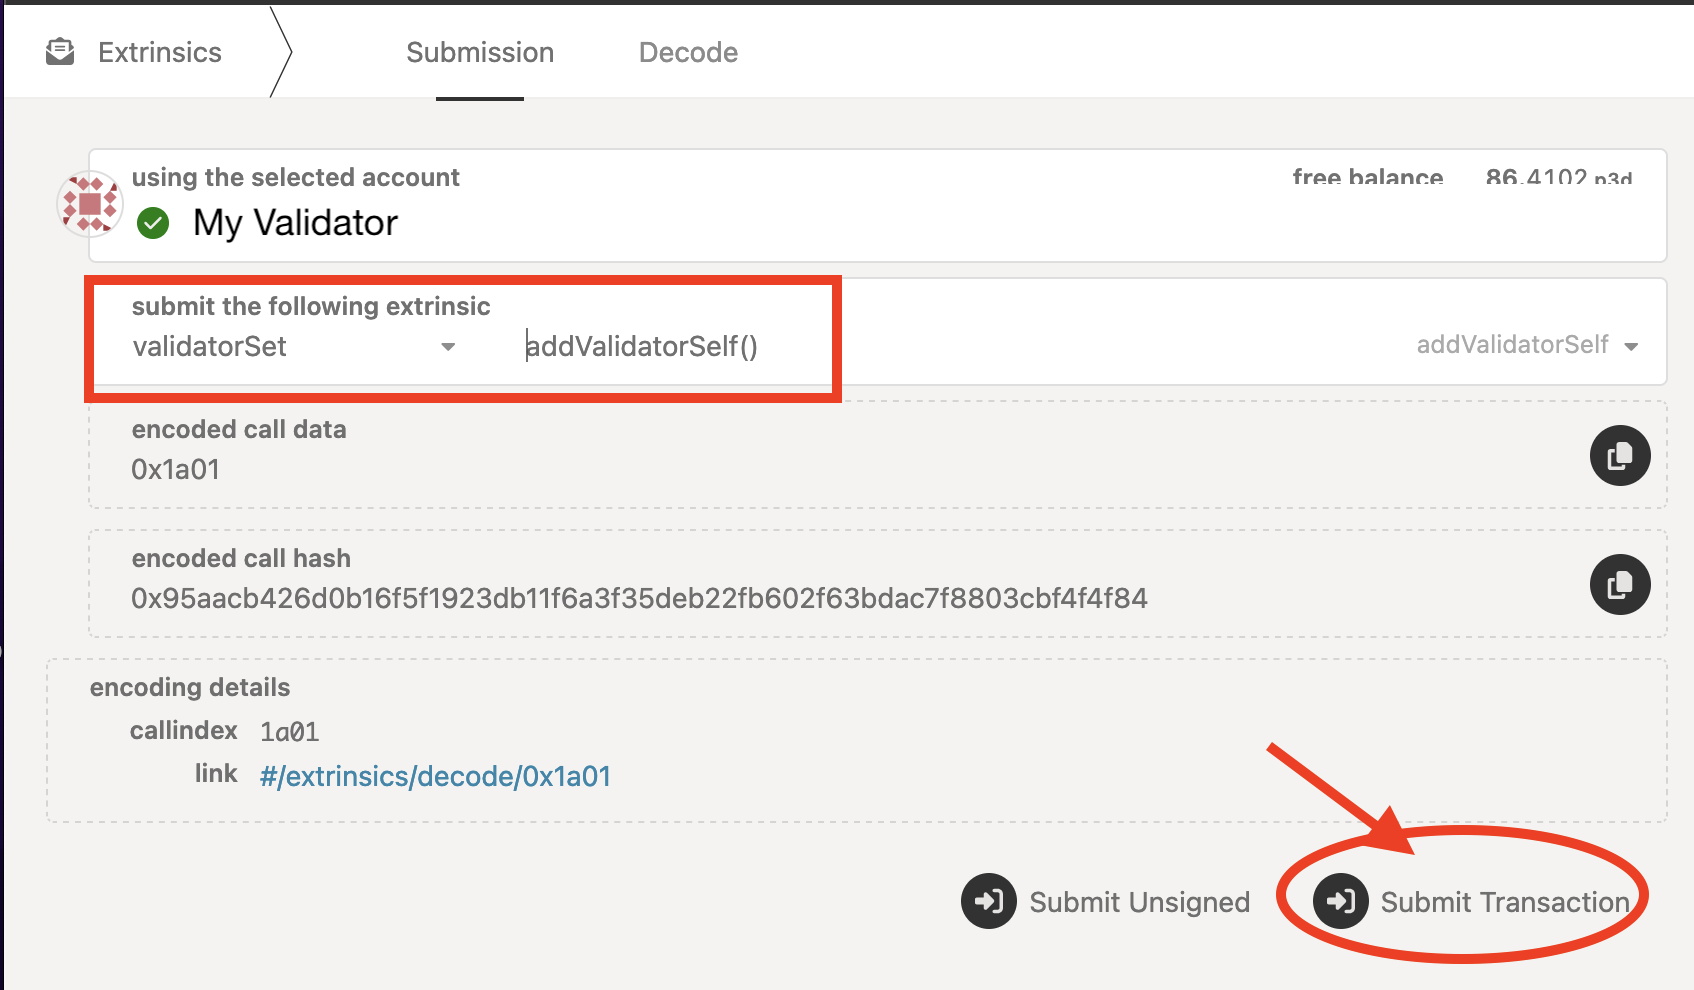 Extrinsics Submission Decode
using the selected account free balance 86.4102 p3d
My Validator
submit the following extrinsic
validatorSet addValidatorSelf() addValidatorSelf
encoded call data
0x1a01
encoded call hash
0x95aacb426d0b16f5f1923db11f6a3f35deb22fb602f63bdac7f8803cbf4f4f84
encoding details
callindex 1a01
link #/extrinsics/decode/0x1a01
Submit Unsigned Submit Transaction